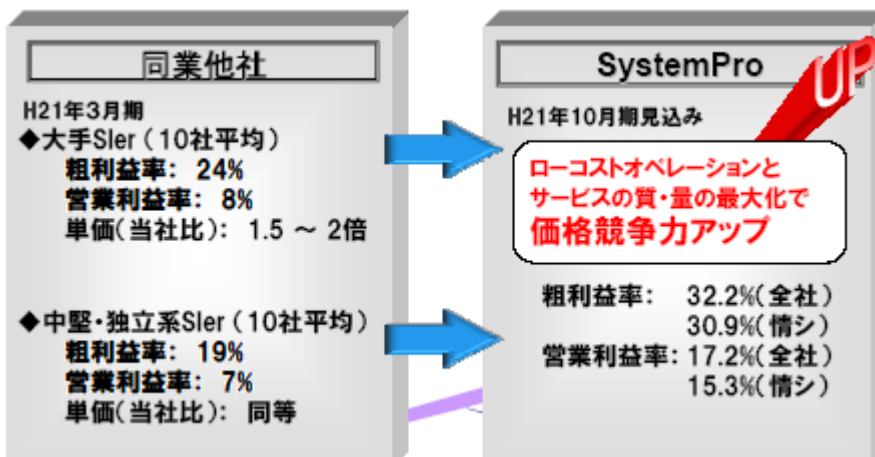 同業他社
H21年3月期
◆大手SIer(10社平均)
粗利益率: 24%
営業利益率: 8%
単価(当社比): 1.5 ～ 2倍
◆中堅・独立系SIer(10社平均)
粗利益率: 19%
営業利益率: 7%
単価(当社比): 同等
SystemPro
UP
H21年10月期見込み
ローコストオペレーションと
サービスの質・量の最大化で
価格競争力アップ
粗利益率: 32.2%(全社)
30.9%(情シ)
営業利益率: 17.2%(全社)
15.3%(情シ)